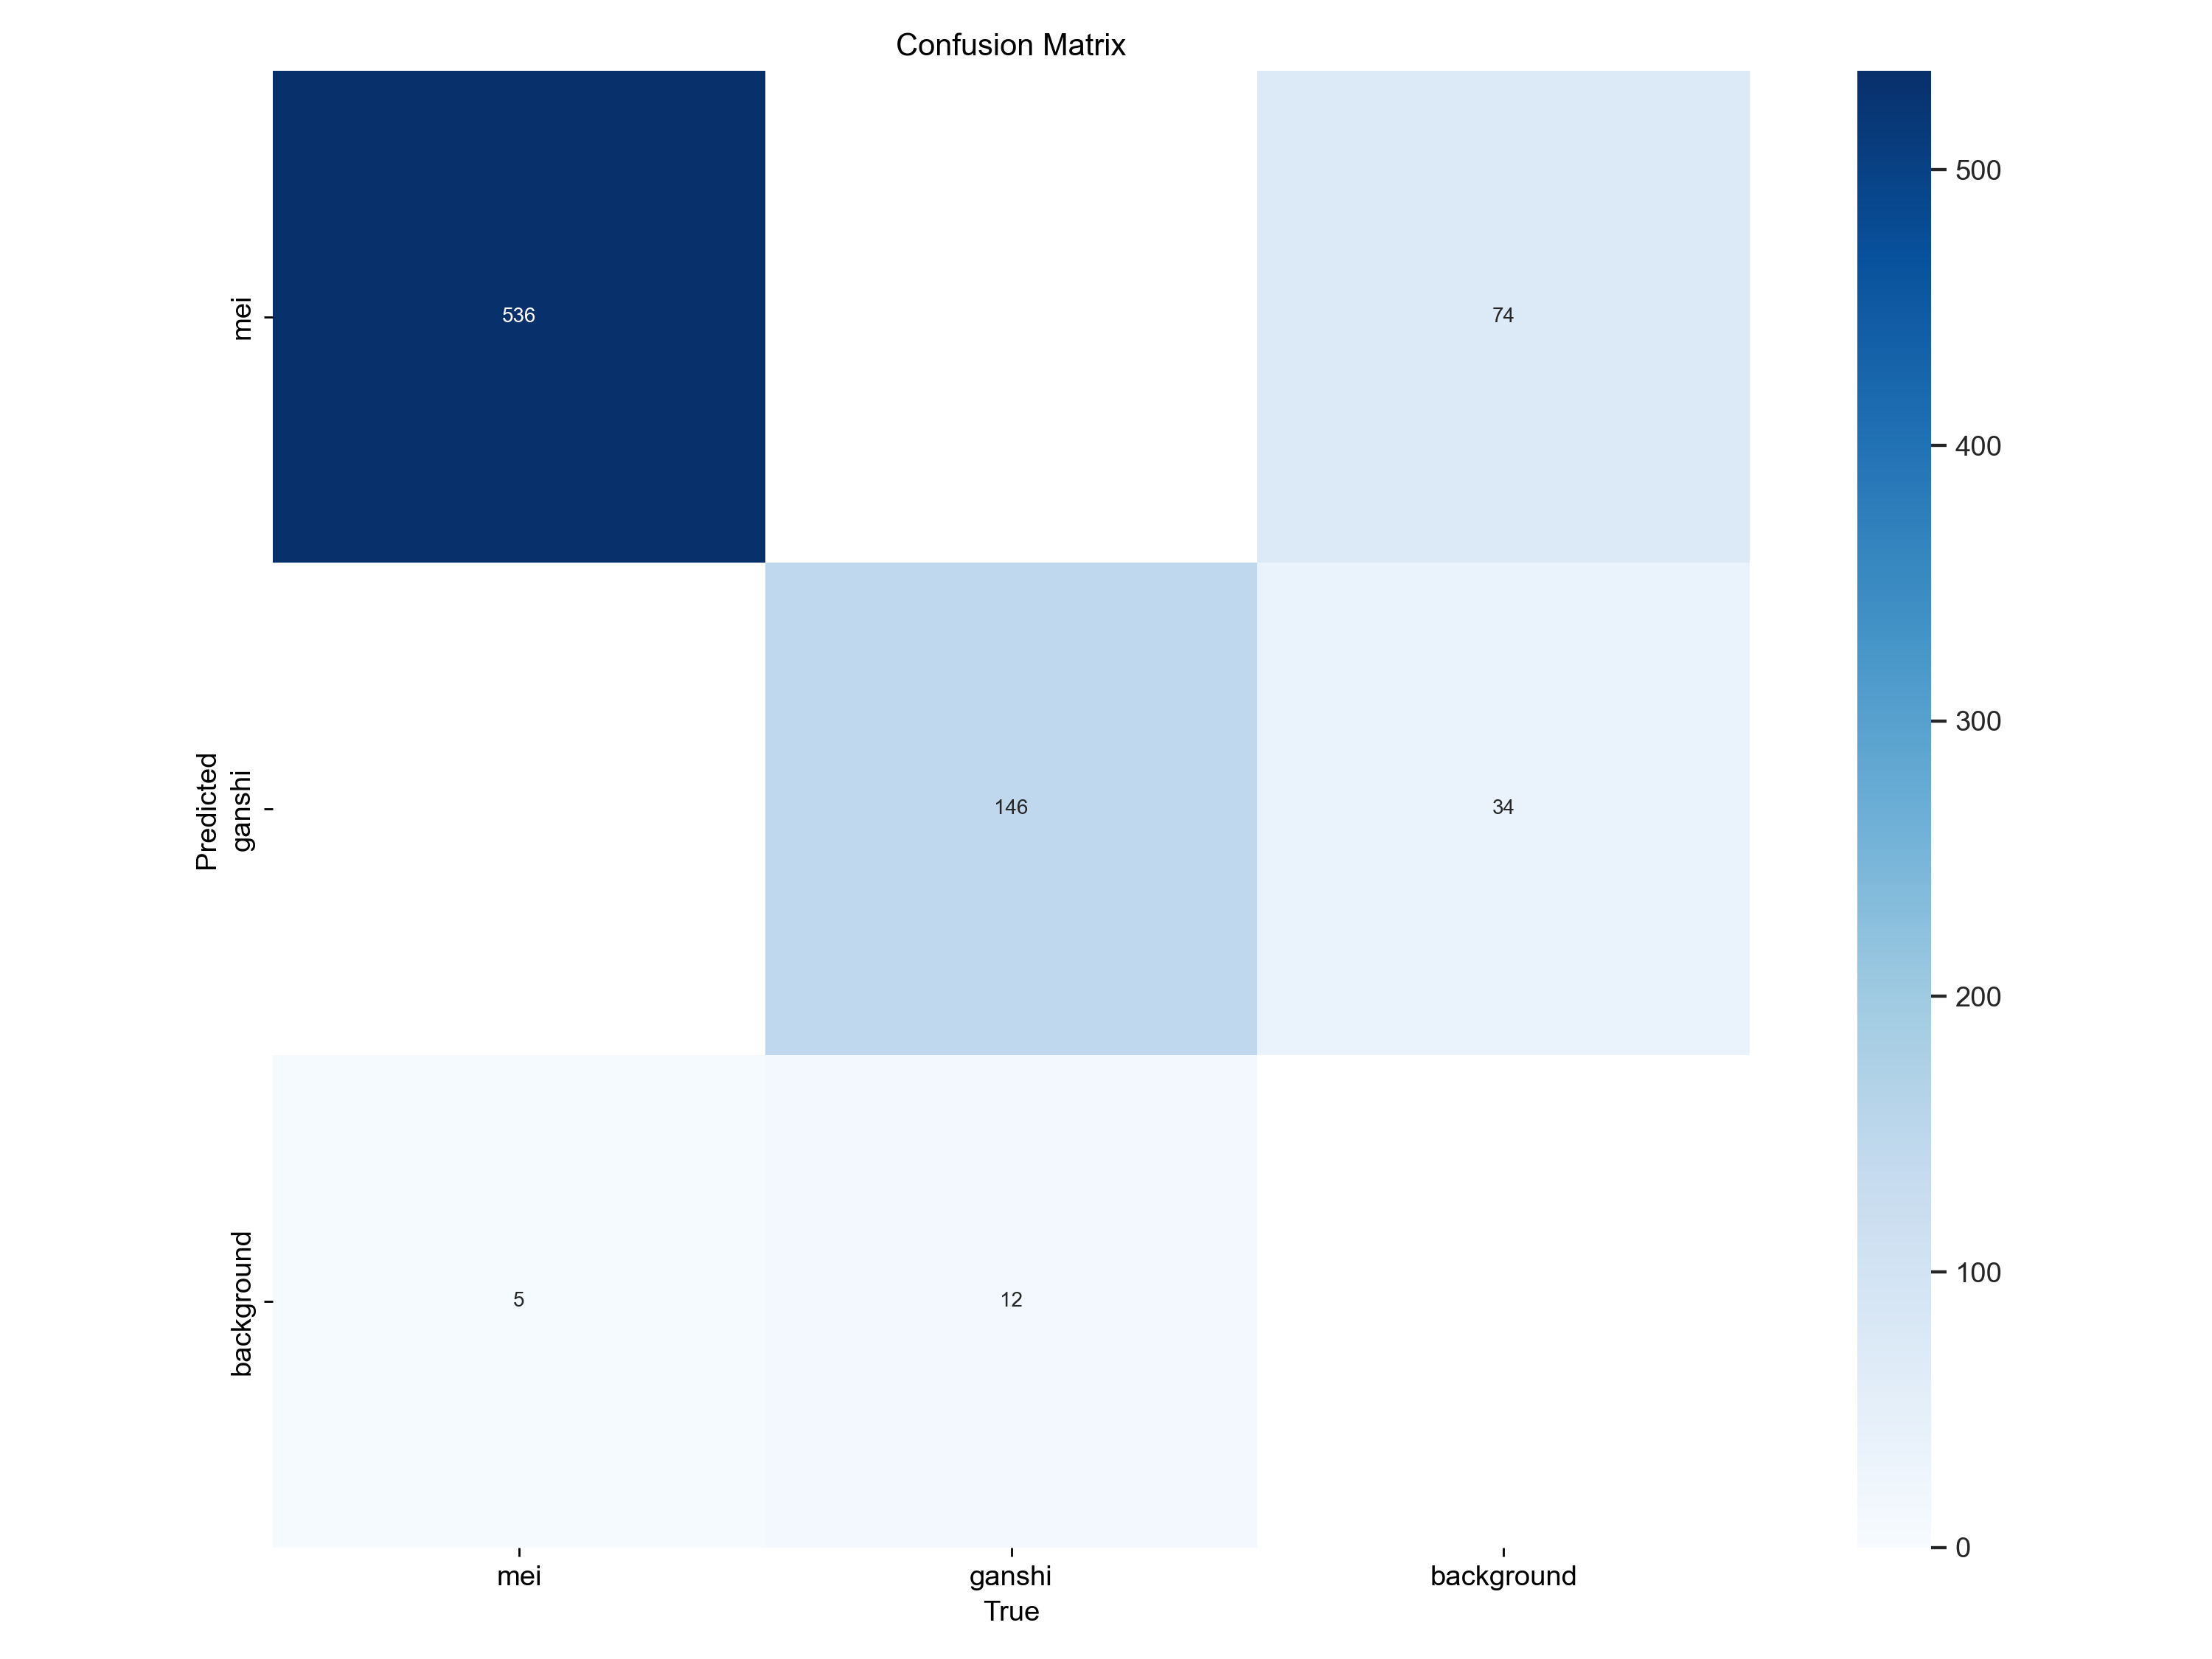 Confusion Matrix
536
74
mei
146
34
Predicted
ganshi
5
12
background
mei
ganshi
background
True
500
400
300
200
100
0